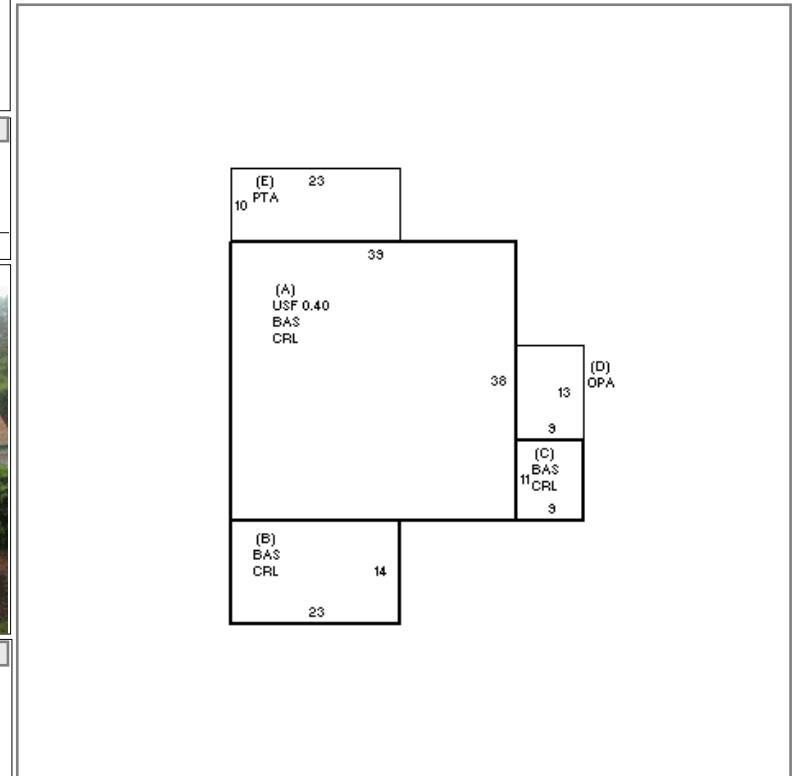 (E) 23
10 PTA
39
(A)
USF 0.40
BAS
CRL
38
(D)
OPA
13
9
(C)
BAS
11 CRL
9
(B)
BAS
CRL 14
23